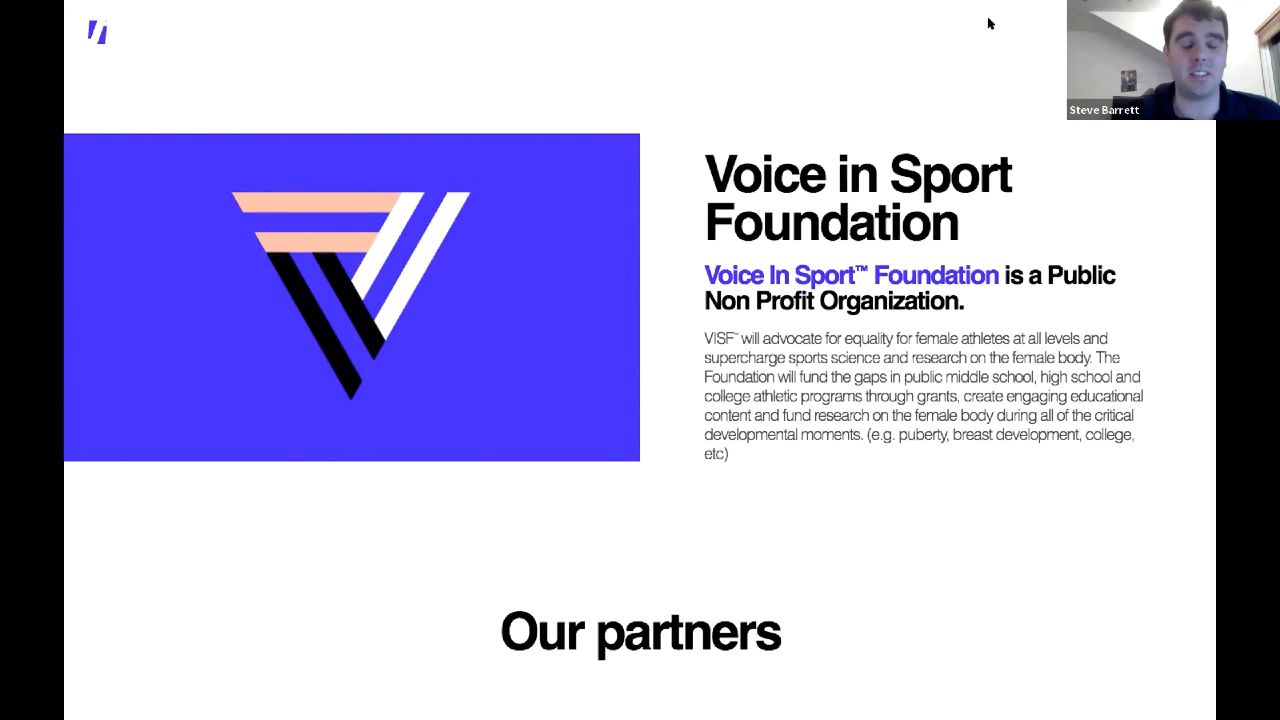 Steve Barrett
Voice in Sport
Foundation
Voice In Sport™ Foundation is a Public
Non Profit Organization.
VISF™ will advocate for equality for female athletes at all levels and
supercharge sports science and research on the female body. The
Foundation will fund the gaps in public middle school, high school and
college athletic programs through grants, create engaging educational
content and fund research on the female body during all of the critical
developmental moments. (e.g. puberty, breast development, college,
etc)
Our partners